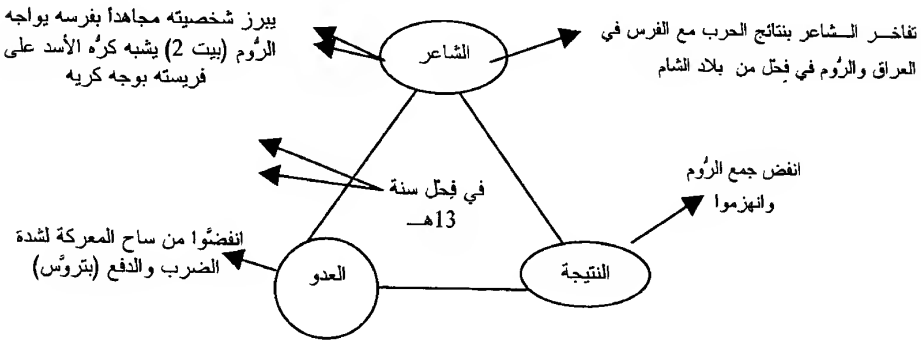 يبرز شخصيته مجاهداً بفرسه يواجه
الرُّوم (بيت 2) يشبه كرُّه الأسد على
فريسته بوجه كريه
الشاعر
تفاخـر الـشاعر بنتائج الحرب مع الفرس في
العراق والرُّوم في فِحْل من بلاد الشام
في فِحْل سنة
13هــ
انفض جمع الرُّوم
وانهزموا
انفضُّوا من ساح المعركة لشدة
الضرب والدفع (بتروَّس)
العدو
النتيجة